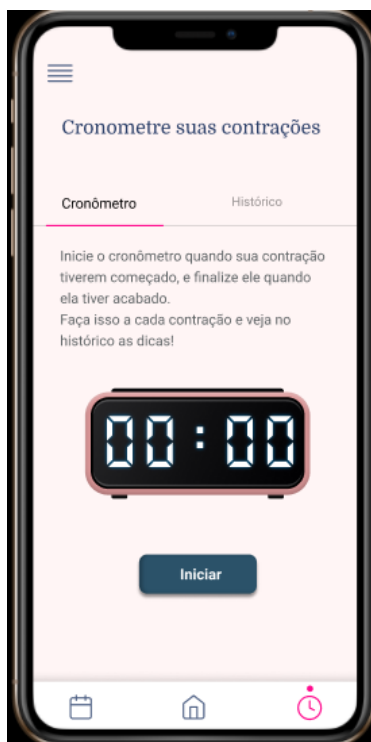 Cronometre suas contrações
Cronômetro
Histórico
Inicie o cronômetro quando sua contração
tiverem começado, e finalize ele quando
ela tiver acabado.
Faça isso a cada contração e veja no
histórico as dicas!
00:00
Iniciar